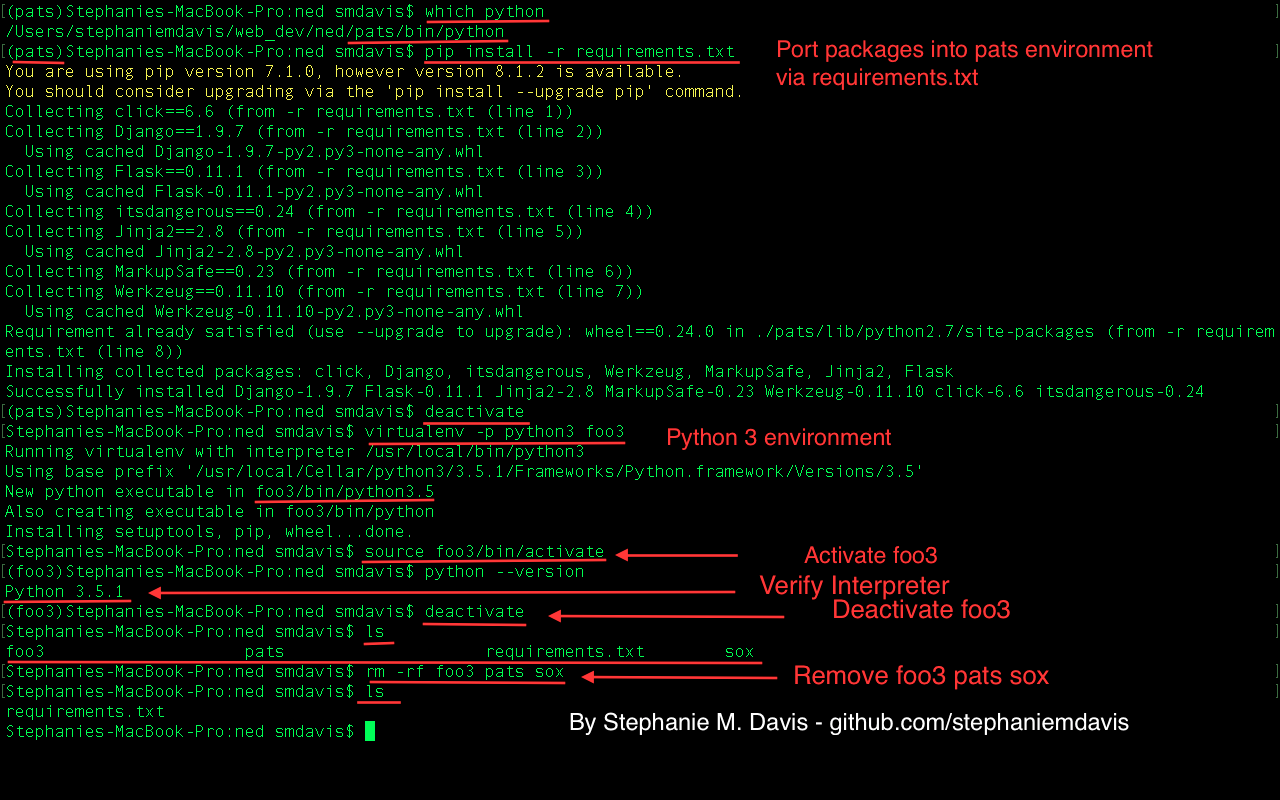 [(pats)Stephanies-MacBook-Pro:ned smdavis$ which python ]
/Users/stephaniemdavis/web_dev/ned/pats/bin/python
[(pats)Stephanies-MacBook-Pro:ned smdavis$ pip install -r requirements.txt ]
Port packages into pats environment
via requirements.txt
You are using pip version 7.1.0, however version 8.1.2 is available.
You should consider upgrading via the 'pip install --upgrade pip' command.
Collecting click==6.6 (from -r requirements.txt (line 1))
Collecting Django==1.9.7 (from -r requirements.txt (line 2))
  Using cached Django-1.9.7-py2.py3-none-any.whl
Collecting Flask==0.11.1 (from -r requirements.txt (line 3))
  Using cached Flask-0.11.1-py2.py3-none-any.whl
Collecting itsdangerous==0.24 (from -r requirements.txt (line 4))
Collecting Jinja2==2.8 (from -r requirements.txt (line 5))
  Using cached Jinja2-2.8-py2.py3-none-any.whl
Collecting MarkupSafe==0.23 (from -r requirements.txt (line 6))
Collecting Werkzeug==0.11.10 (from -r requirements.txt (line 7))
  Using cached Werkzeug-0.11.10-py2.py3-none-any.whl
Requirement already satisfied (use --upgrade to upgrade): wheel==0.24.0 in ./pats/lib/python2.7/site-packages (from -r requirem
ents.txt (line 8))
Installing collected packages: click, Django, itsdangerous, Werkzeug, MarkupSafe, Jinja2, Flask
Successfully installed Django-1.9.7 Flask-0.11.1 Jinja2-2.8 MarkupSafe-0.23 Werkzeug-0.11.10 click-6.6 itsdangerous-0.24
[(pats)Stephanies-MacBook-Pro:ned smdavis$ deactivate ]
[Stephanies-MacBook-Pro:ned smdavis$ virtualenv -p python3 foo3 ]
Python 3 environment
Running virtualenv with interpreter /usr/local/bin/python3
Using base prefix '/usr/local/Cellar/python3/3.5.1/Frameworks/Python.framework/Versions/3.5'
New python executable in foo3/bin/python3.5
Also creating executable in foo3/bin/python
Installing setuptools, pip, wheel...done.
[Stephanies-MacBook-Pro:ned smdavis$ source foo3/bin/activate ]
Activate foo3
[(foo3)Stephanies-MacBook-Pro:ned smdavis$ python --version ]
Python 3.5.1
Verify Interpreter
[(foo3)Stephanies-MacBook-Pro:ned smdavis$ deactivate ]
Deactivate foo3
[Stephanies-MacBook-Pro:ned smdavis$ ls ]
foo3 pats requirements.txt sox
[Stephanies-MacBook-Pro:ned smdavis$ rm -rf foo3 pats sox ]
Remove foo3 pats sox
[Stephanies-MacBook-Pro:ned smdavis$ ls ]
requirements.txt
Stephanies-MacBook-Pro:ned smdavis$
By Stephanie M. Davis - github.com/stephaniemdavis